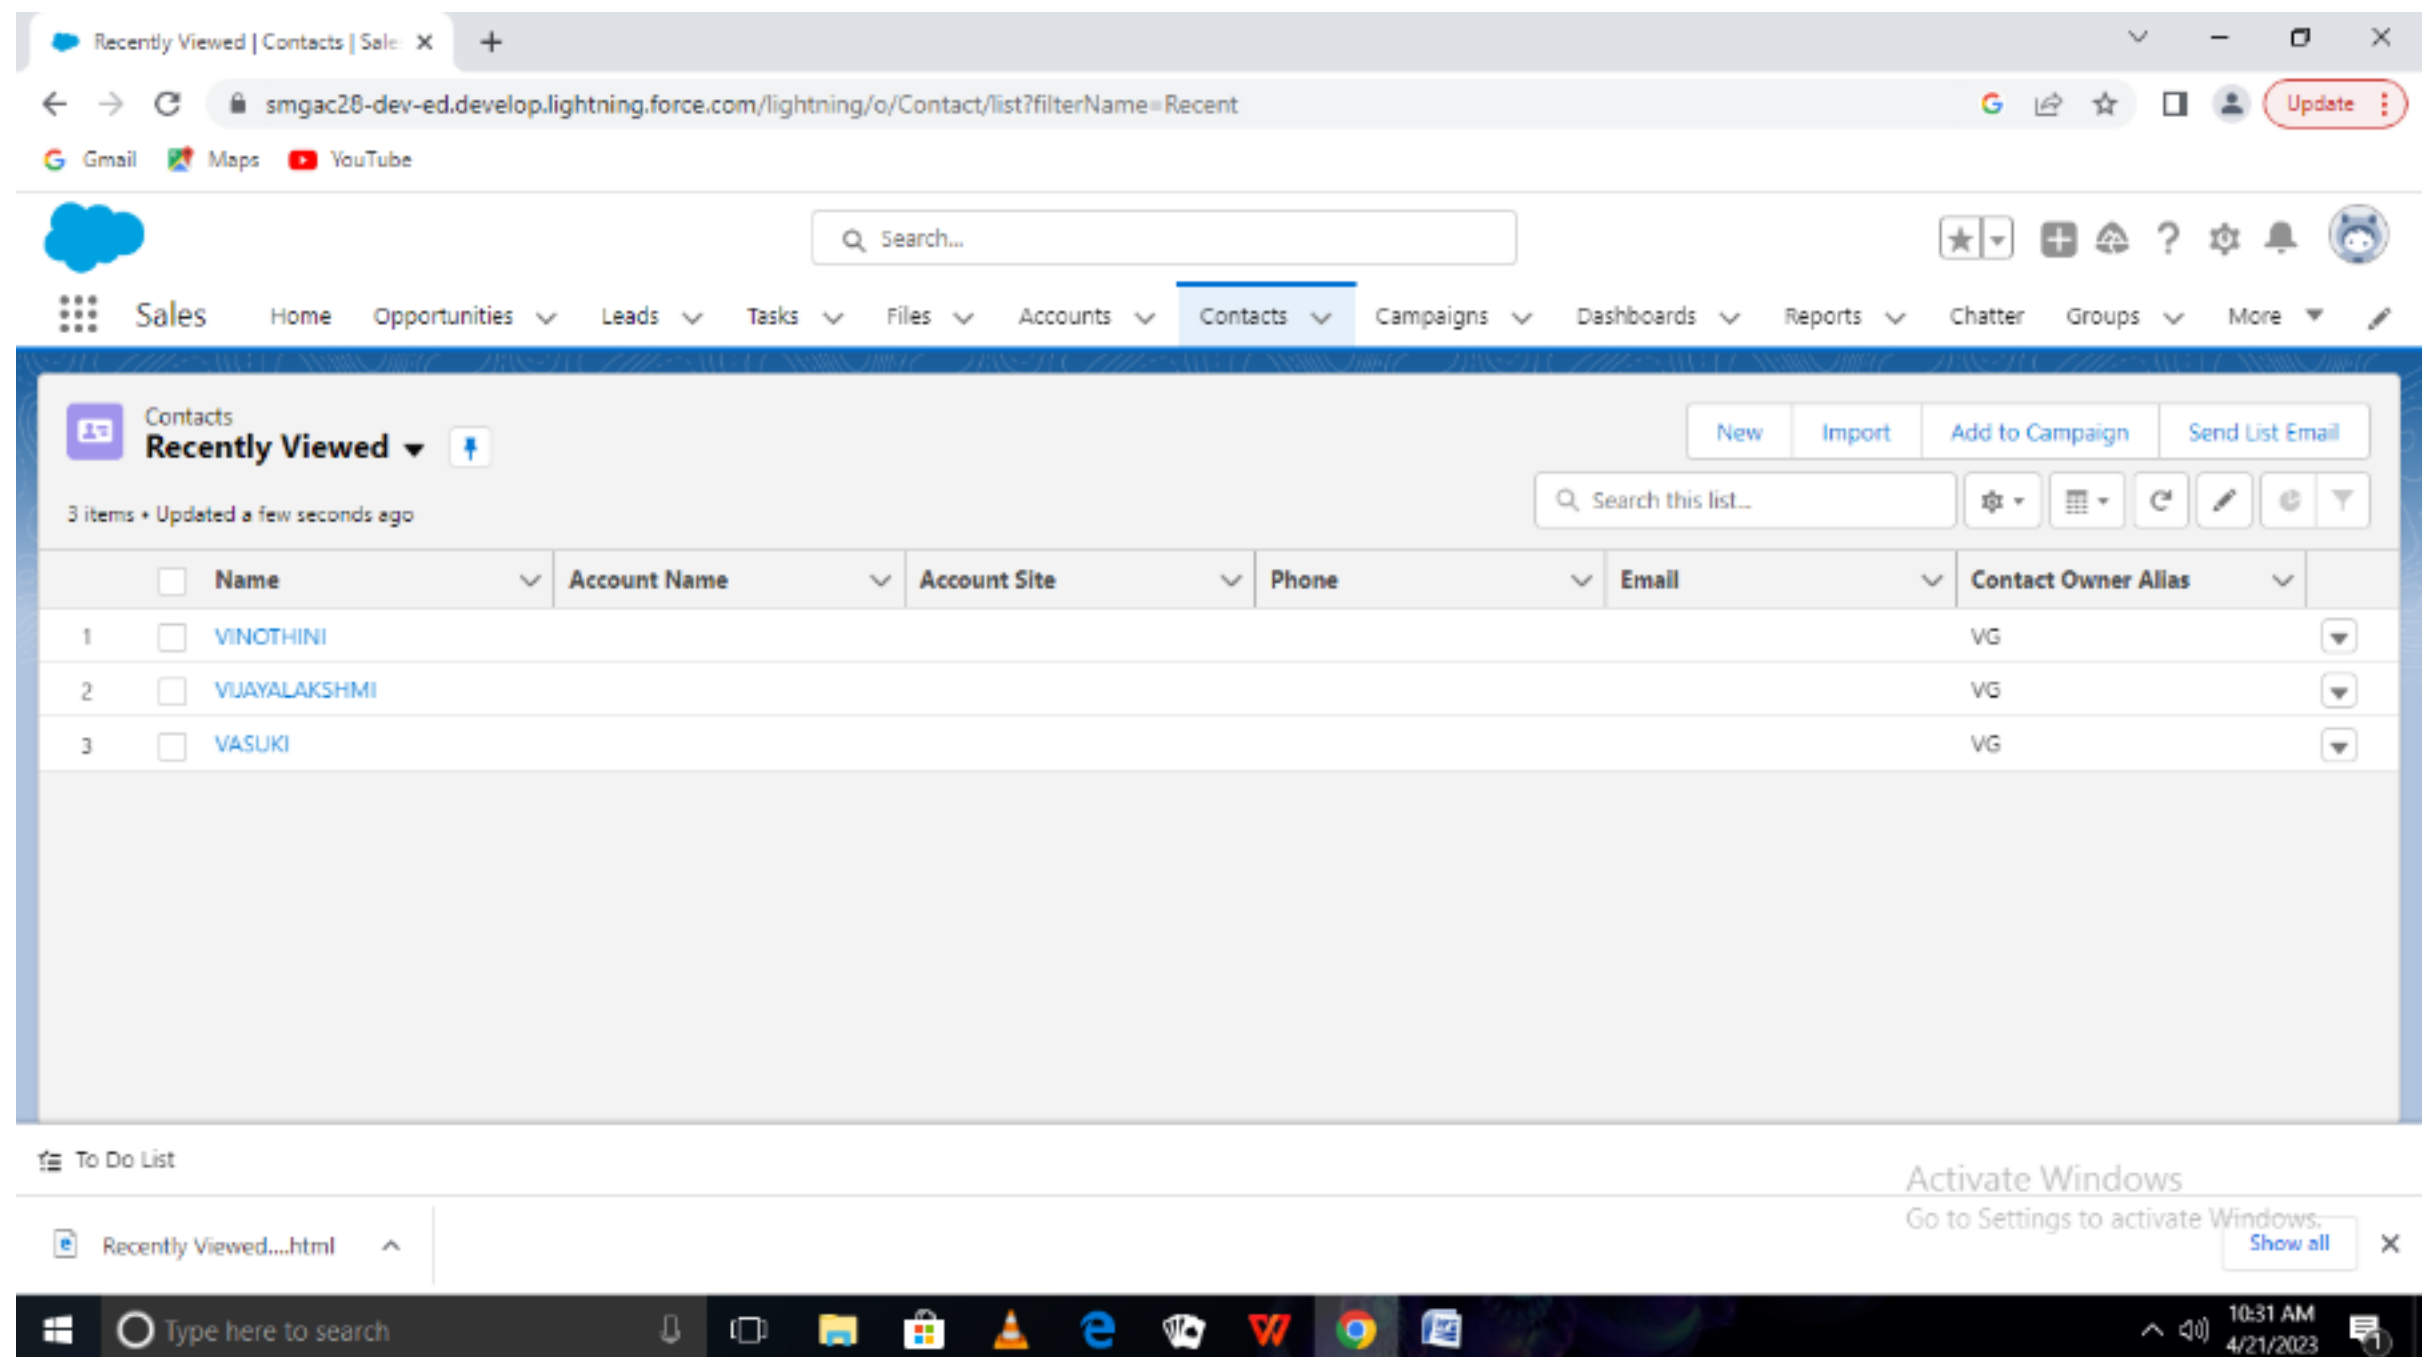 Recently Viewed | Contacts | Sale
smgac28-dev-ed.develop.lightning.force.com/lightning/o/Contact/list?filterName=Recent
Update
Gmail Maps YouTube
Search...
Sales Home Opportunities Leads Tasks Files Accounts Contacts Campaigns Dashboards Reports Chatter Groups More
Contacts
Recently Viewed
New Import Add to Campaign Send List Email
3 items • Updated a few seconds ago
Search this list...
Name Account Name Account Site Phone Email Contact Owner Alias
1 VINOTHINI VG
2 VIJAYALAKSHMI VG
3 VASUKI VG
To Do List
Activate Windows
Go to Settings to activate Windows.
Recently Viewed....html
Show all
Type here to search
10:31 AM
4/21/2023
1